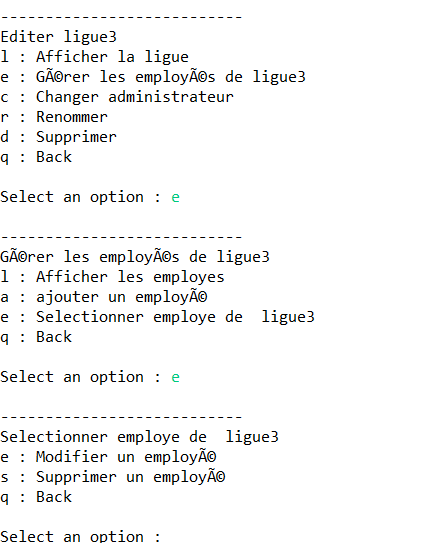 ---------------------------
Editer ligue3
l : Afficher la ligue
e : GÃ©rer les employÃ©s de ligue3
c : Changer administrateur
r : Renommer
d : Supprimer
q : Back
Select an option : e
---------------------------
GÃ©rer les employÃ©s de ligue3
l : Afficher les employes
a : ajouter un employÃ©
e : Selectionner employe de  ligue3
q : Back
Select an option : e
---------------------------
Selectionner employe de  ligue3
e : Modifier un employÃ©
s : Supprimer un employÃ©
q : Back
Select an option :